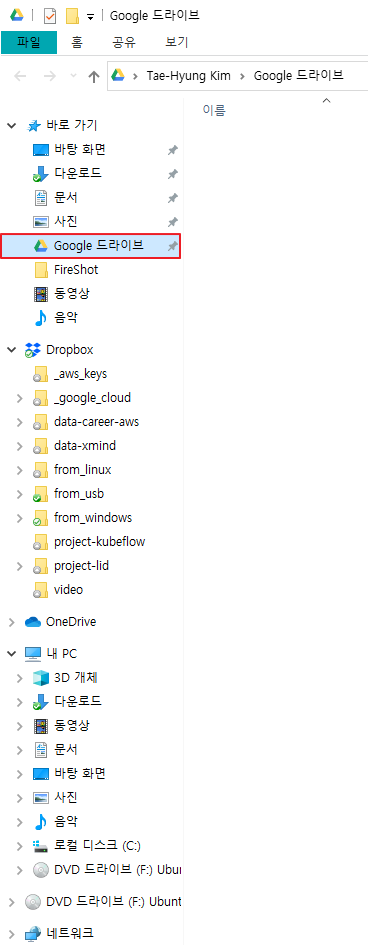 Google 드라이브
파일 홈 공유 보기
Tae-Hyung Kim Google 드라이브
이름
바로 가기
바탕 화면
다운로드
문서
사진
Google 드라이브
FireShot
동영상
음악
Dropbox
_aws_keys
_google_cloud
data-career-aws
data-xmind
from_linux
from_usb
from_windows
project-kubeflow
project-lid
video
OneDrive
내 PC
3D 개체
다운로드
동영상
문서
바탕 화면
사진
음악
로컬 디스크 (C:)
DVD 드라이브 (F:) Ubun
DVD 드라이브 (F:) Ubunt
네트워크